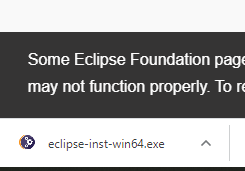 Some Eclipse Foundation page
may not function properly. To re
eclipse-inst-win64.exe